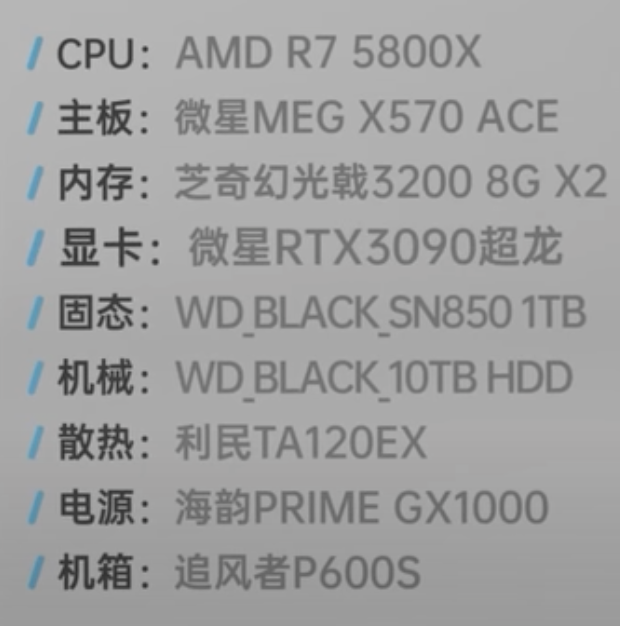 CPU： AMD R7 5800X
主板： 微星MEG X570 ACE
内存： 芝奇幻光戟3200 8G X2
显卡： 微星RTX3090超龙
固态： WD_BLACK_SN850 1TB
机械： WD_BLACK_10TB HDD
散热： 利民TA120EX
电源： 海韵PRIME GX1000
机箱： 追风者P600S